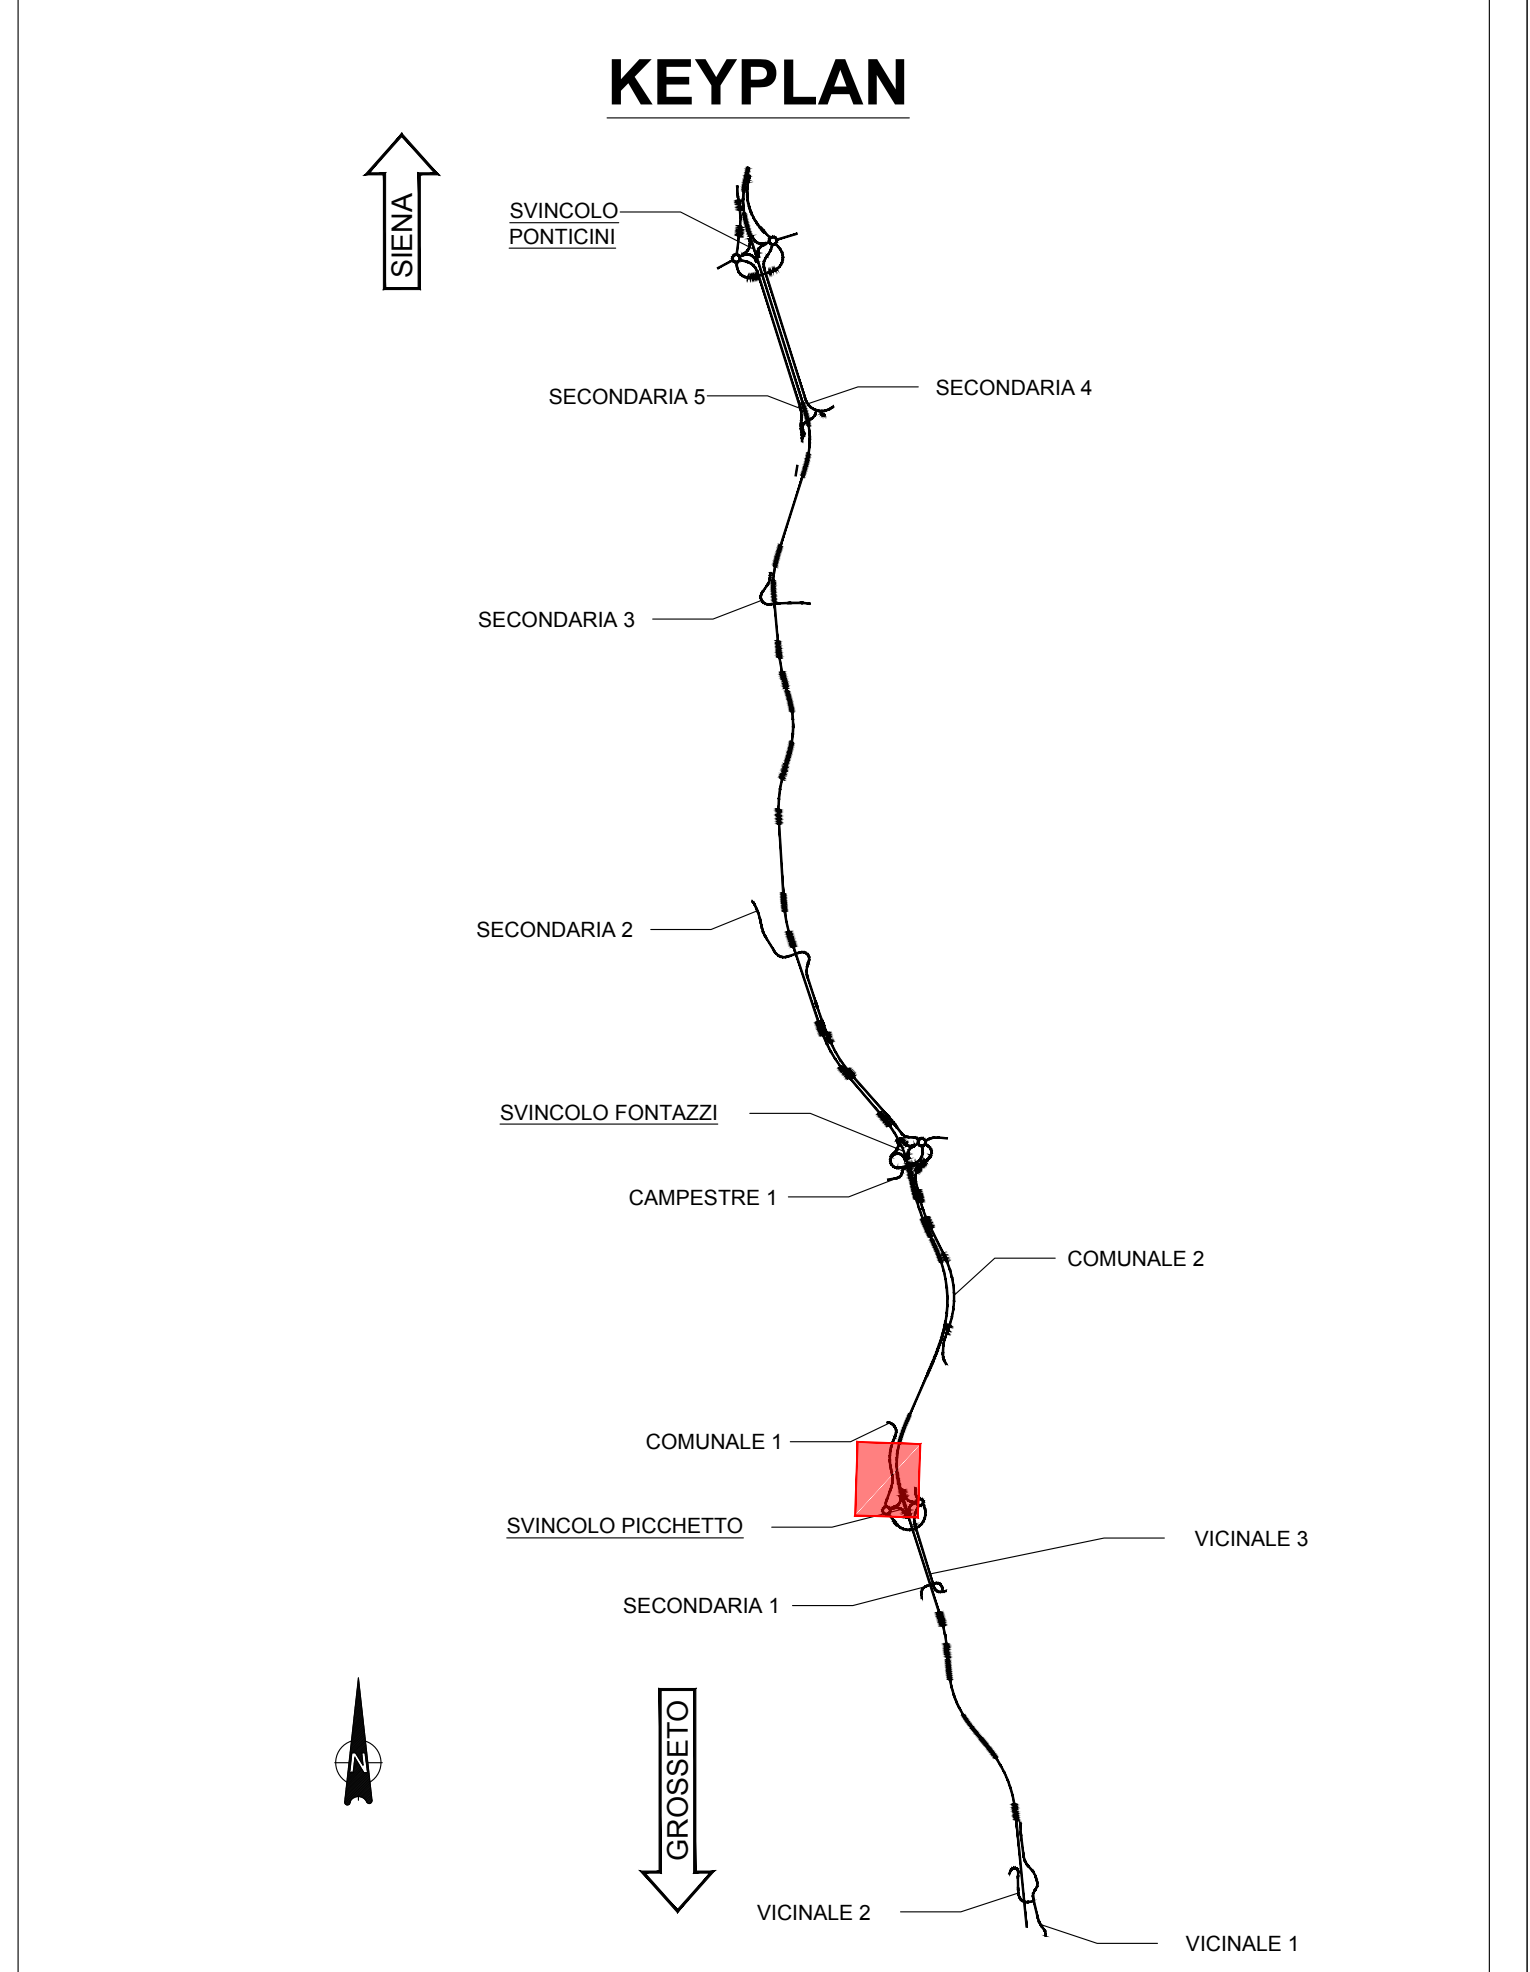 KEYPLAN
SIENA
SVINCOLO
PONTICINI
SECONDARIA 5
SECONDARIA 4
SECONDARIA 3
SECONDARIA 2
SVINCOLO FONTAZZI
CAMPESTRE 1
COMUNALE 2
COMUNALE 1
SVINCOLO PICCHETTO
VICINALE 3
SECONDARIA 1
N
GROSSETO
VICINALE 2
VICINALE 1